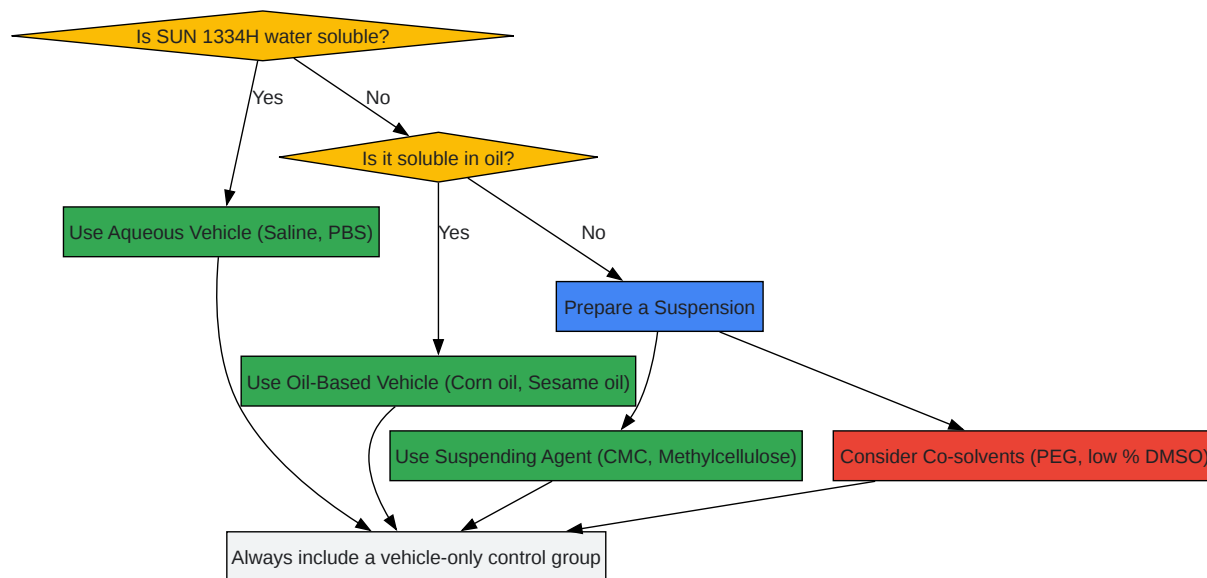 Is SUN 1334H water soluble?
Yes
No
Is it soluble in oil?
Use Aqueous Vehicle (Saline, PBS)
Yes
No
Prepare a Suspension
Use Oil-Based Vehicle (Corn oil, Sesame oil)
Use Suspending Agent (CMC, Methylcellulose)
Consider Co-solvents (PEG, low % DMSO)
Always include a vehicle-only control group